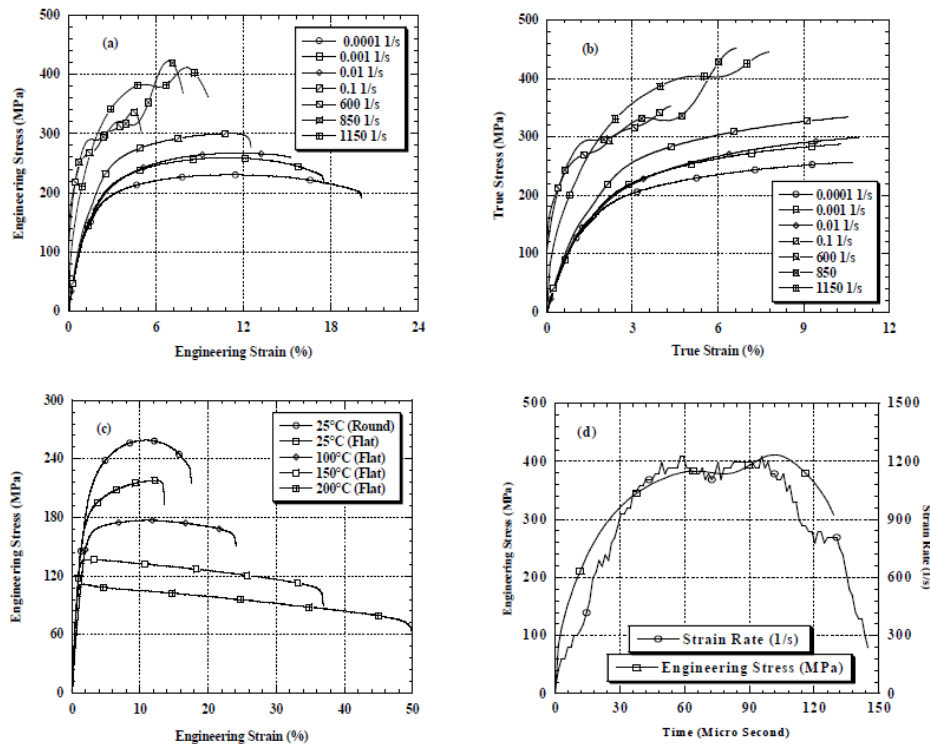 (a)
500
400
300
200
100
0
Engineering Stress (MPa)
0 6 12 18 24
Engineering Strain (%)
0.0001 1/s
0.001 1/s
0.01 1/s
0.1 1/s
600 1/s
850 1/s
1150 1/s
(b)
500
400
300
200
100
0
True Stress (MPa)
0 3 6 9 12
True Strain (%)
0.0001 1/s
0.001 1/s
0.01 1/s
0.1 1/s
600 1/s
850
1150 1/s
(c)
300
240
180
120
60
0
Engineering Stress (MPa)
0 10 20 30 40 50
Engineering Strain (%)
25°C (Round)
25°C (Flat)
100°C (Flat)
150°C (Flat)
200°C (Flat)
(d)
500
400
300
400
100
0
Engineering Stress (MPa)
1500
1200
900
600
300
0
Strain Rate (1/s)
0 30 60 90 120 150
Time (Micro Second)
Strain Rate (1/s)
Engineering Stress (MPa)